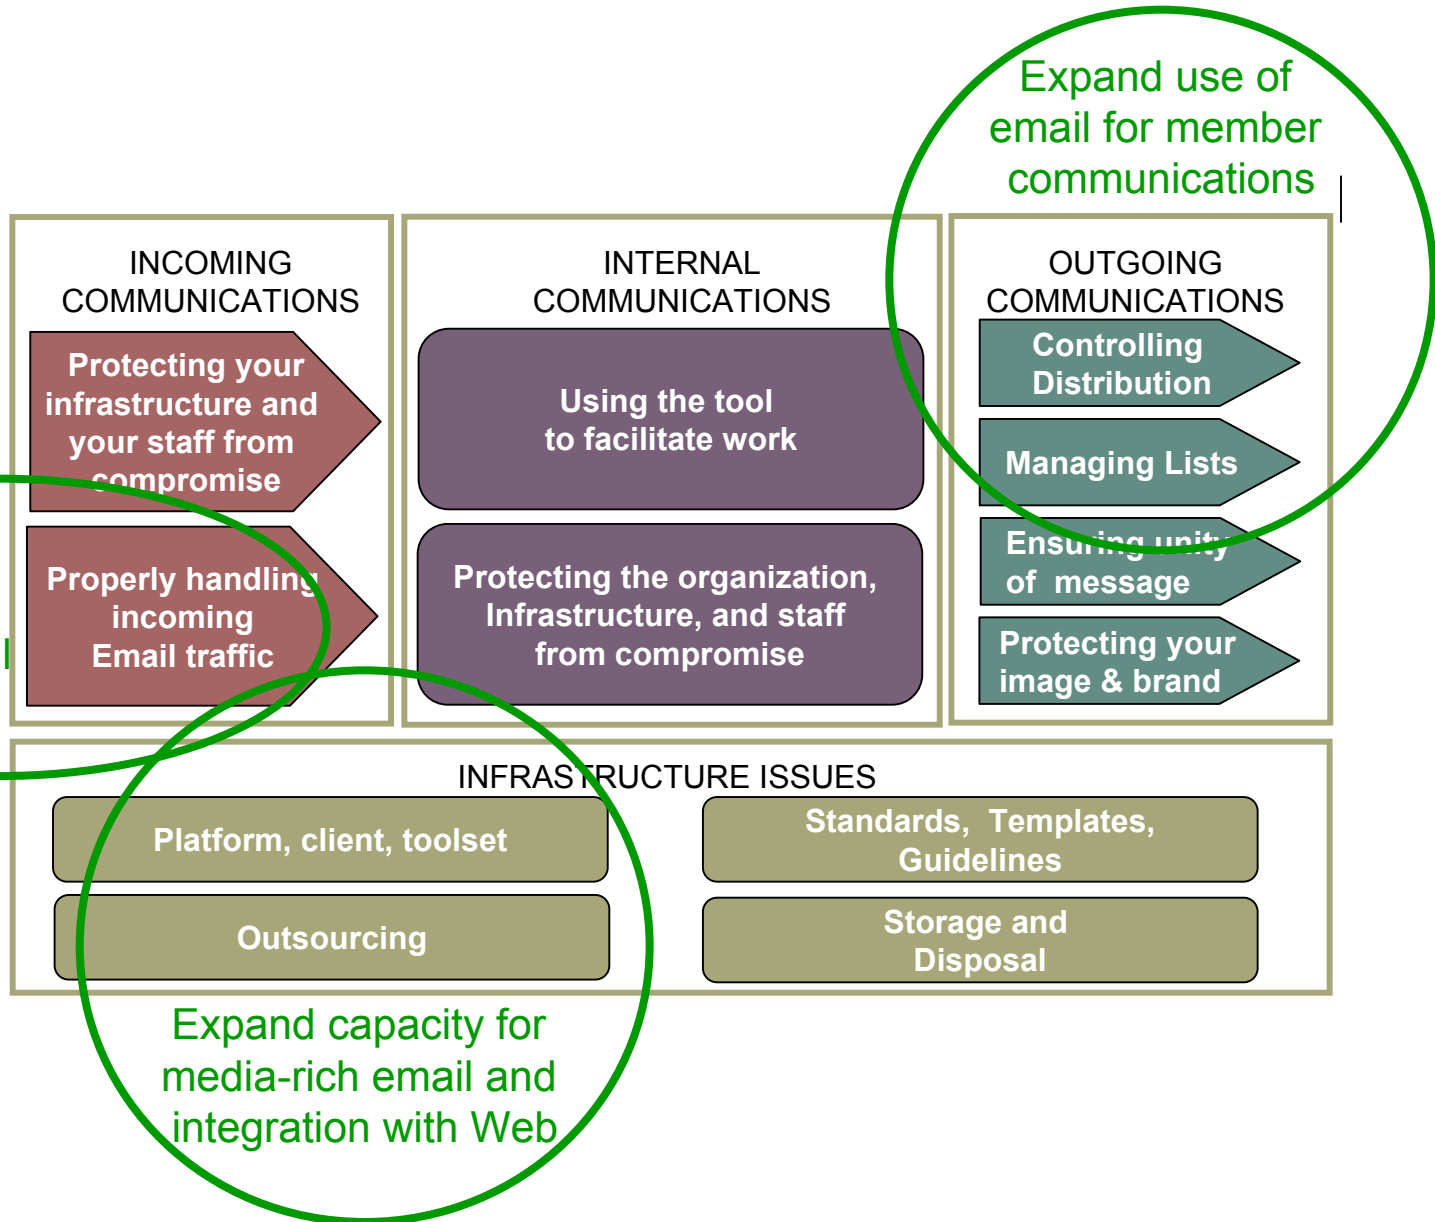 Expand use of
email for member
communications
INCOMING
COMMUNICATIONS
Protecting your
infrastructure and
your staff from
compromise
Properly handling
incoming
Email traffic
INTERNAL
COMMUNICATIONS
Using the tool
to facilitate work
Protecting the organization,
Infrastructure, and staff
from compromise
OUTGOING
COMMUNICATIONS
Controlling
Distribution
Managing Lists
Ensuring unity
of message
Protecting your
image & brand
INFRASTRUCTURE ISSUES
Platform, client, toolset
Outsourcing
Standards, Templates,
Guidelines
Storage and
Disposal
Expand capacity for
media-rich email and
integration with Web